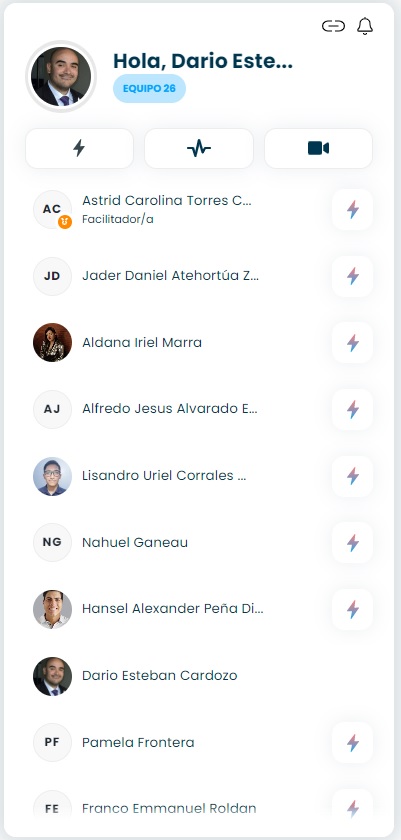 Hola, Dario Este...
EQUIPO 26
AC
Astrid Carolina Torres C...
Facilitador/a
JD
Jader Daniel Atehortúa Z...
Aldana Iriel Marra
AJ
Alfredo Jesus Alvarado E...
Lisandro Uriel Corrales ...
NG
Nahuel Ganeau
Hansel Alexander Peña Di...
Dario Esteban Cardozo
PF
Pamela Frontera
FE
Franco Emmanuel Roldan